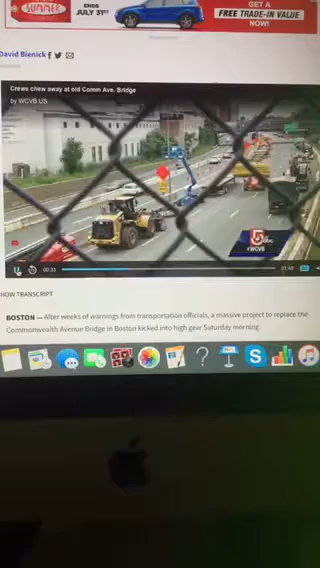 SUMMER
ENDS
JULY 31ST
GET A
FREE TRADE-IN VALUE
NOW!
David Bienick
Crews chew away at old Comm Ave. Bridge
by WCVB US
5 abc
#WCVB
00:33
HOW TRANSCRIPT
BOSTON — After weeks of warnings from transportation officials, a massive project to replace the
Commonwealth Avenue Bridge in Boston kicked into high gear Saturday morning.